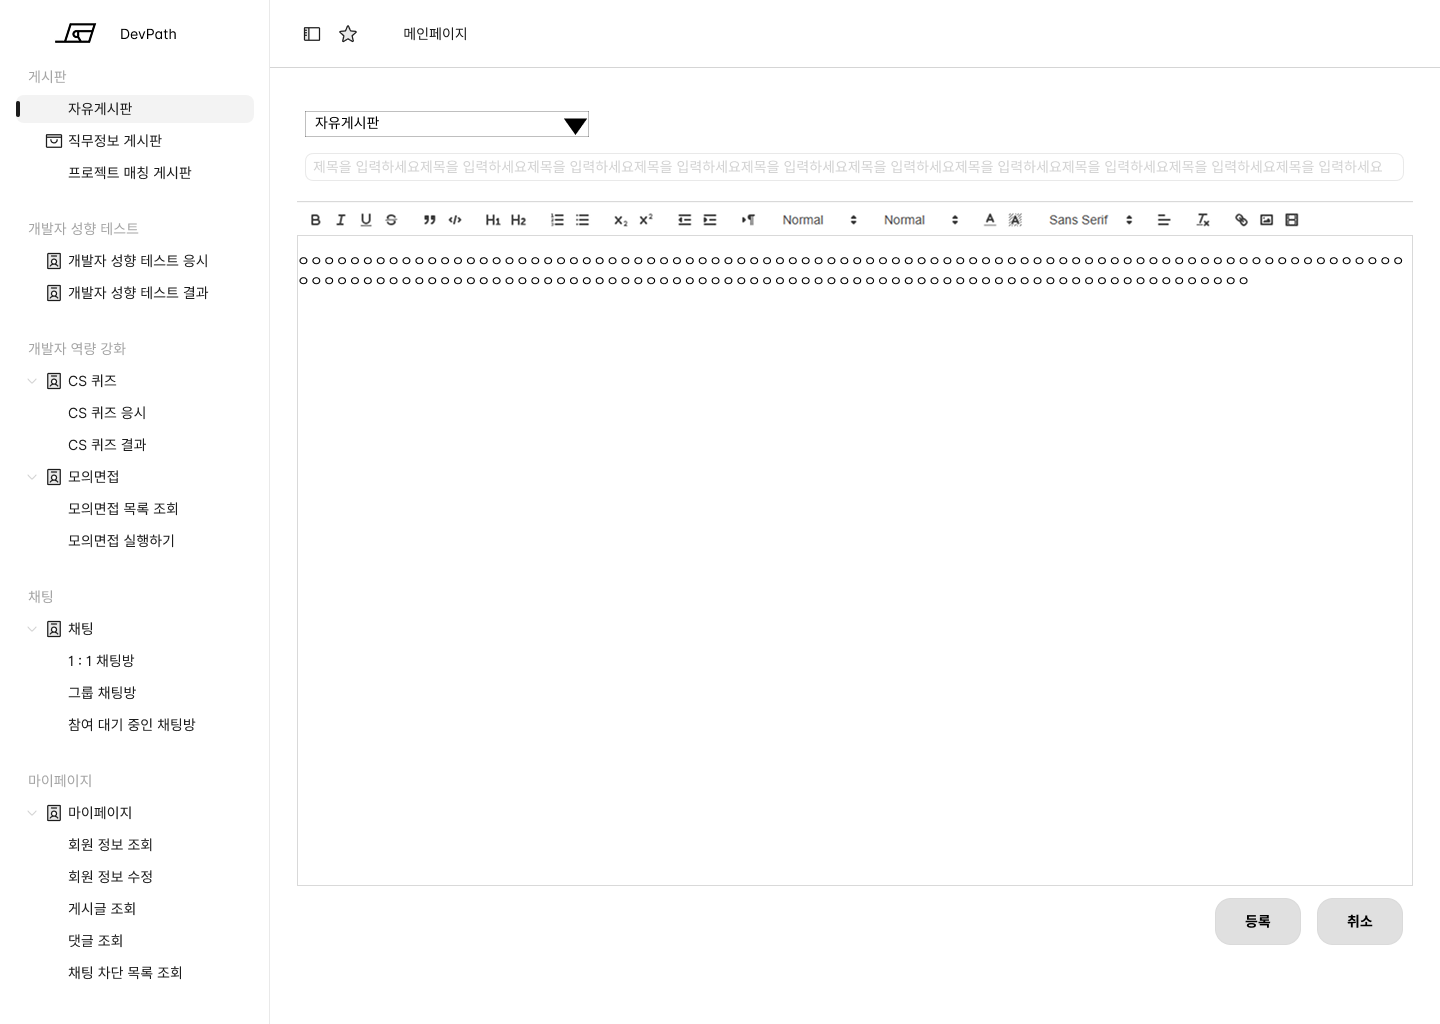 DevPath
게시판
자유게시판
직무정보 게시판
프로젝트 매칭 게시판
개발자 성향 테스트
개발자 성향 테스트 응시
개발자 성향 테스트 결과
개발자 역량 강화
CS 퀴즈
CS 퀴즈 응시
CS 퀴즈 결과
모의면접
모의면접 목록 조회
모의면접 실행하기
채팅
채팅
1 : 1 채팅방
그룹 채팅방
참여 대기 중인 채팅방
마이페이지
마이페이지
회원 정보 조회
회원 정보 수정
게시글 조회
댓글 조회
채팅 차단 목록 조회
메인페이지
자유게시판
제목을 입력하세요제목을 입력하세요제목을 입력하세요제목을 입력하세요제목을 입력하세요제목을 입력하세요제목을 입력하세요제목을 입력하세요제목을 입력하세요제목을 입력하세요
B I U S H1 H2 X₂ X² Normal Normal A A Sans Serif Tx
ㅇㅇㅇㅇㅇㅇㅇㅇㅇㅇㅇㅇㅇㅇㅇㅇㅇㅇㅇㅇㅇㅇㅇㅇㅇㅇㅇㅇㅇㅇㅇㅇㅇㅇㅇㅇㅇㅇㅇㅇㅇㅇㅇㅇㅇㅇㅇㅇㅇㅇㅇㅇㅇㅇㅇㅇㅇㅇㅇㅇㅇㅇㅇㅇㅇㅇㅇㅇㅇㅇㅇㅇㅇㅇㅇㅇㅇㅇㅇㅇㅇㅇㅇㅇㅇㅇ
ㅇㅇㅇㅇㅇㅇㅇㅇㅇㅇㅇㅇㅇㅇㅇㅇㅇㅇㅇㅇㅇㅇㅇㅇㅇㅇㅇㅇㅇㅇㅇㅇㅇㅇㅇㅇㅇㅇㅇㅇㅇㅇㅇㅇㅇㅇㅇㅇㅇㅇㅇㅇㅇㅇㅇㅇㅇㅇㅇㅇㅇㅇㅇㅇㅇㅇㅇㅇㅇㅇㅇㅇㅇㅇ
등록 취소